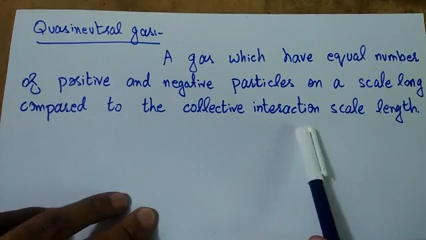 Quasineutral gas:-
A gas which have equal number
of positive and negative particles on a scale long
compared to the collective interaction scale length.